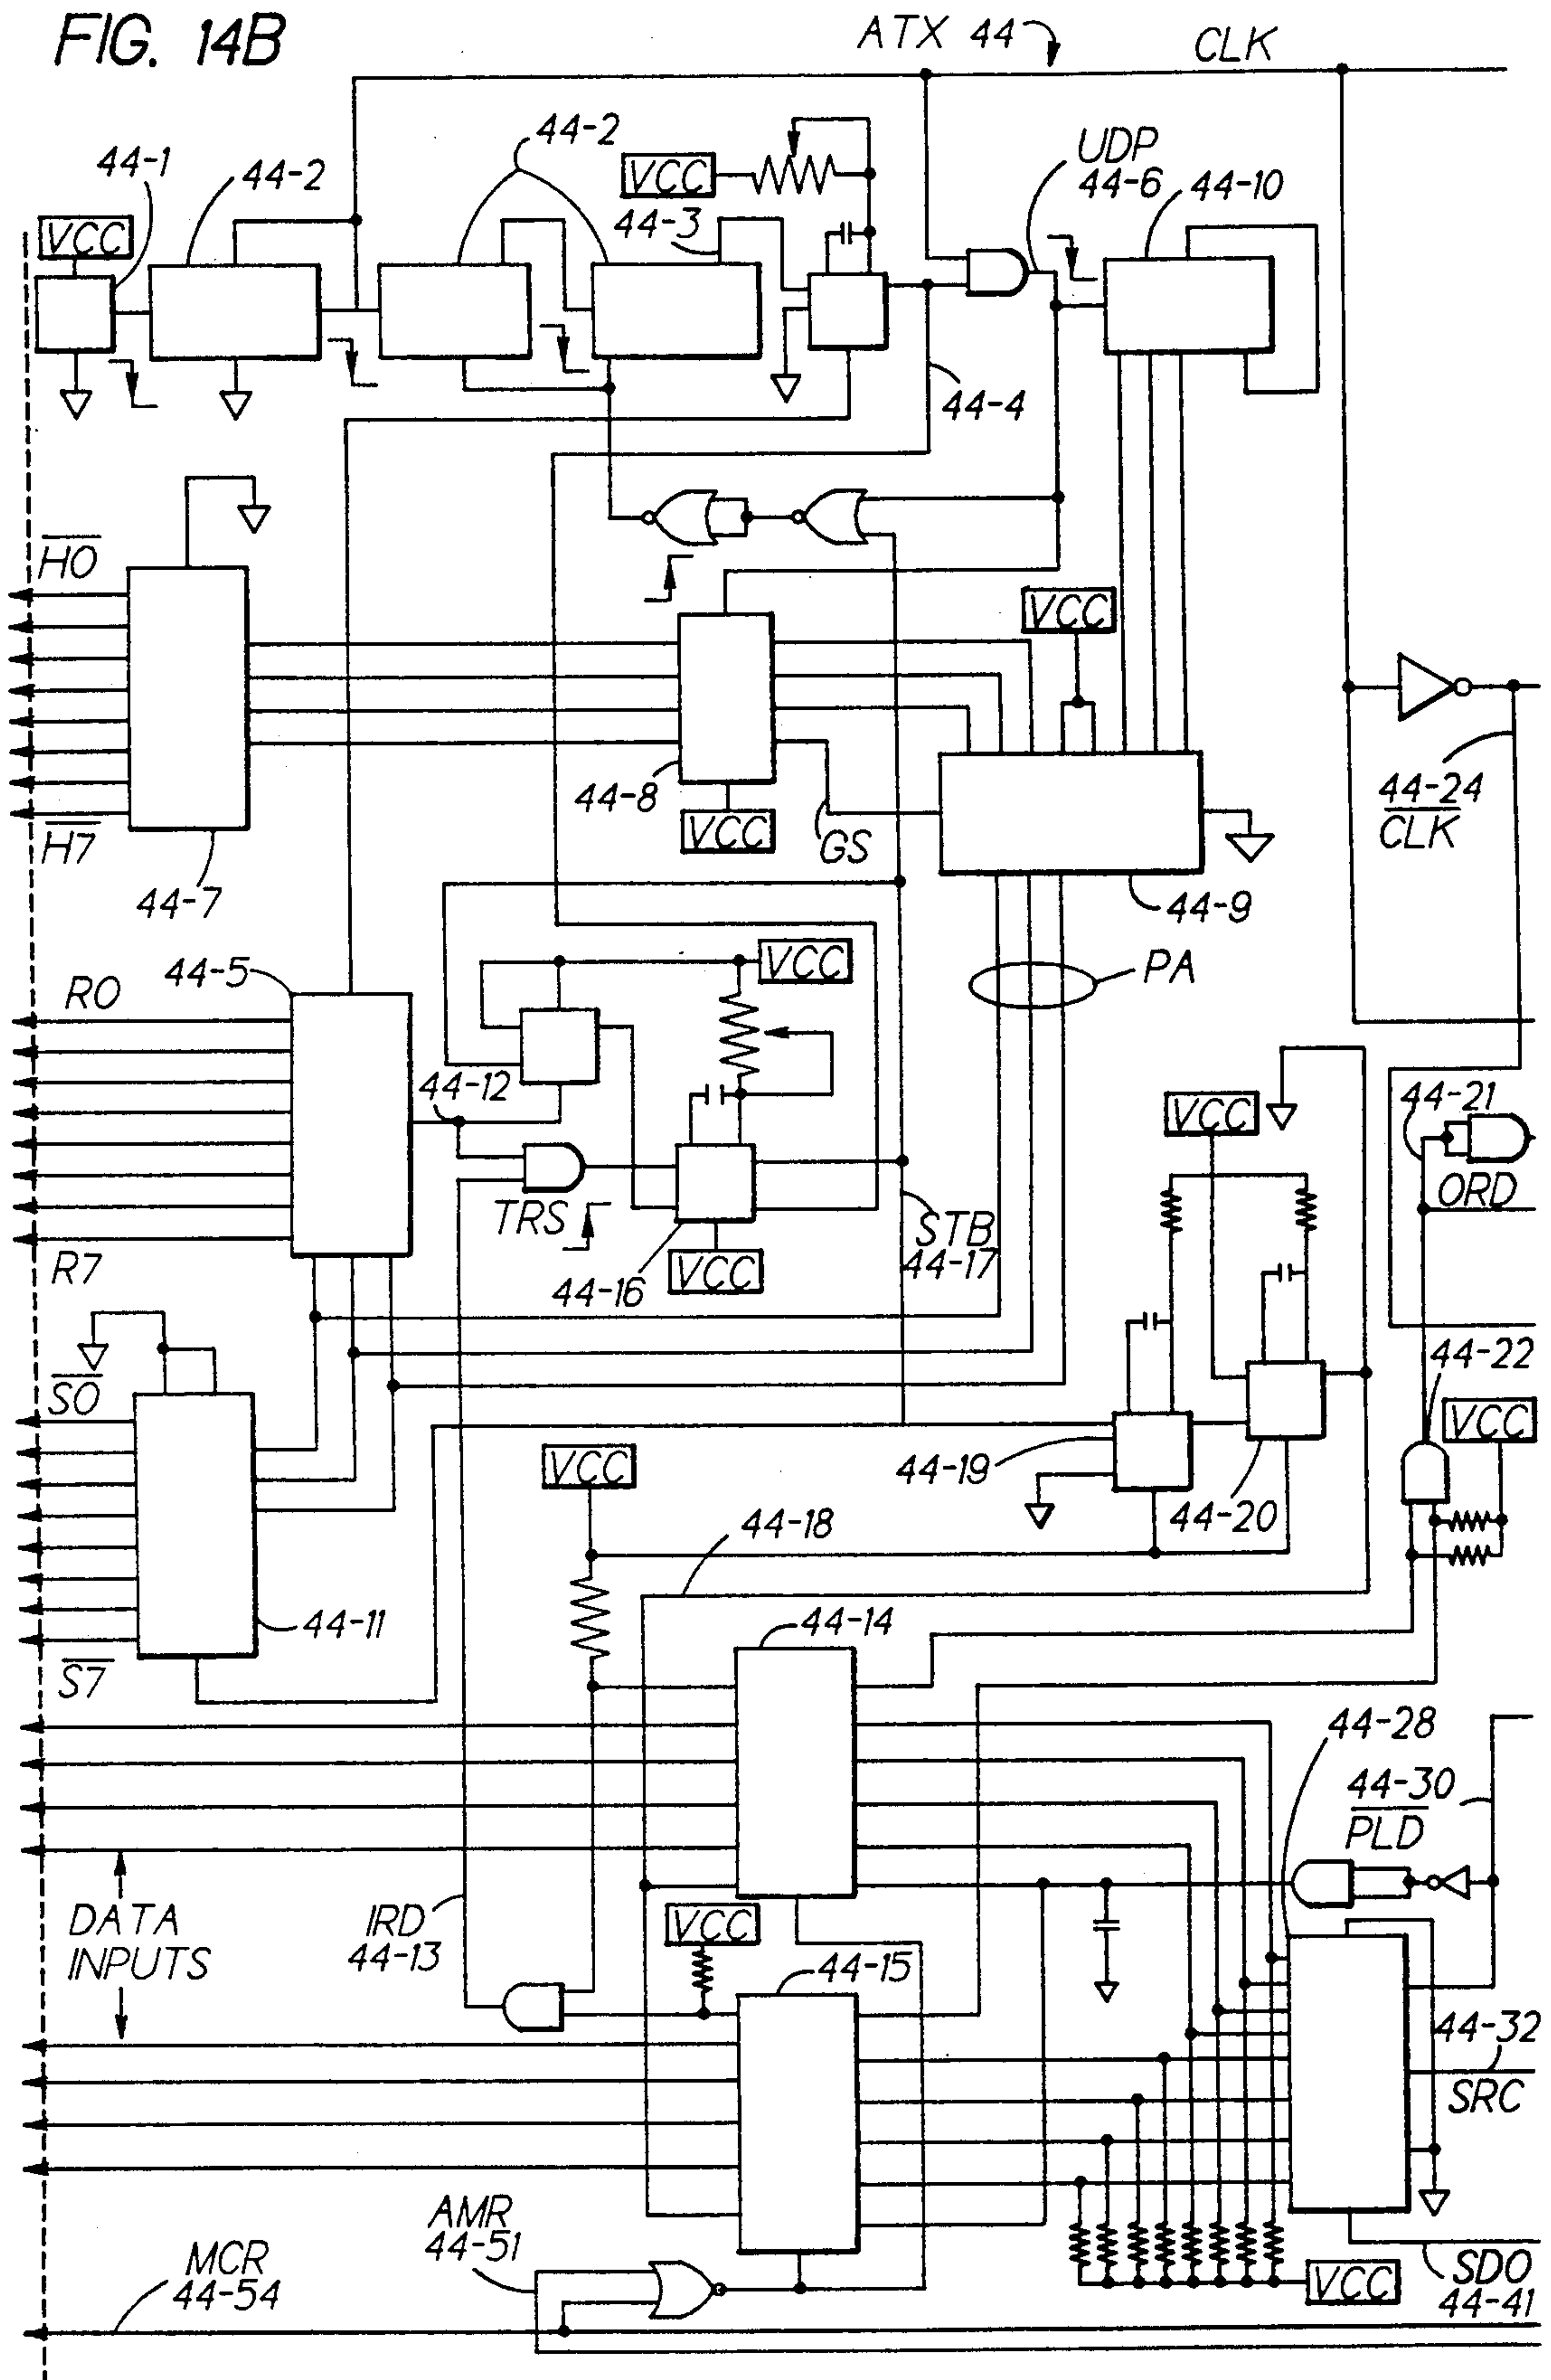 FIG. 14B
ATX 44
CLK
44-1
44-2
44-2
VCC
UDP
44-6
44-10
VCC
44-3
44-4
H0
VCC
44-8
VCC
GS
44-24
CLK
H7
44-7
44-9
44-5
VCC
PA
R0
44-12
VCC
44-21
ORD
TRS
STB
44-17
R7
44-16
VCC
44-22
S0
VCC
VCC
44-19
44-20
44-18
44-11
44-14
S7
44-28
44-30
PLD
DATA
INPUTS
IRD
44-13
VCC
44-15
44-32
SRC
AMR
44-51
MCR
44-54
VCC
SDO
44-41